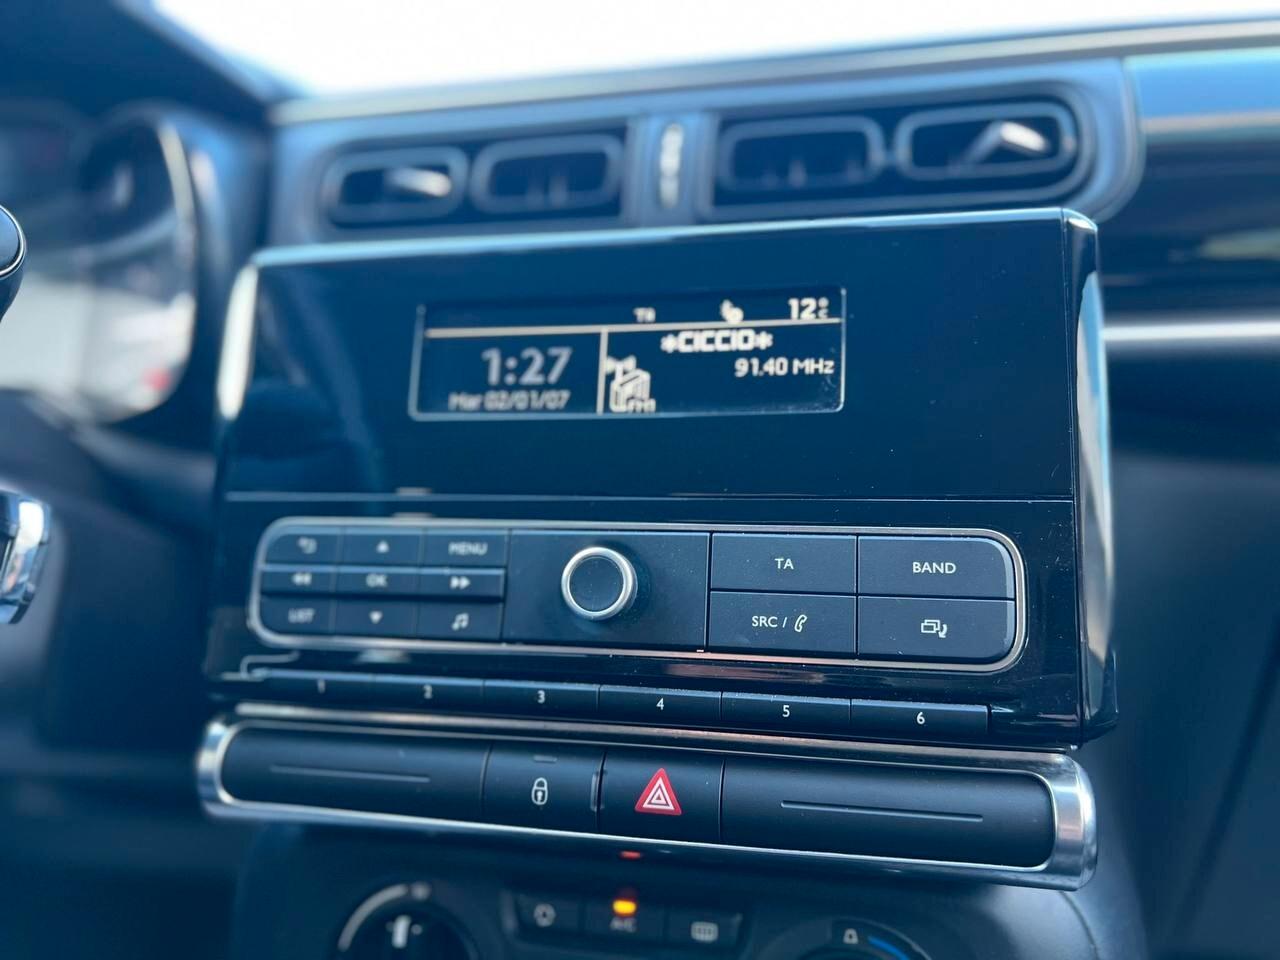 TA 12°C
*CICCIO*
1:27
91.40 MHz
Mar 02/01/07
FM1
MENU
TA
BAND
OK
LIST
SRC /
1 2 3 4 5 6
A/C